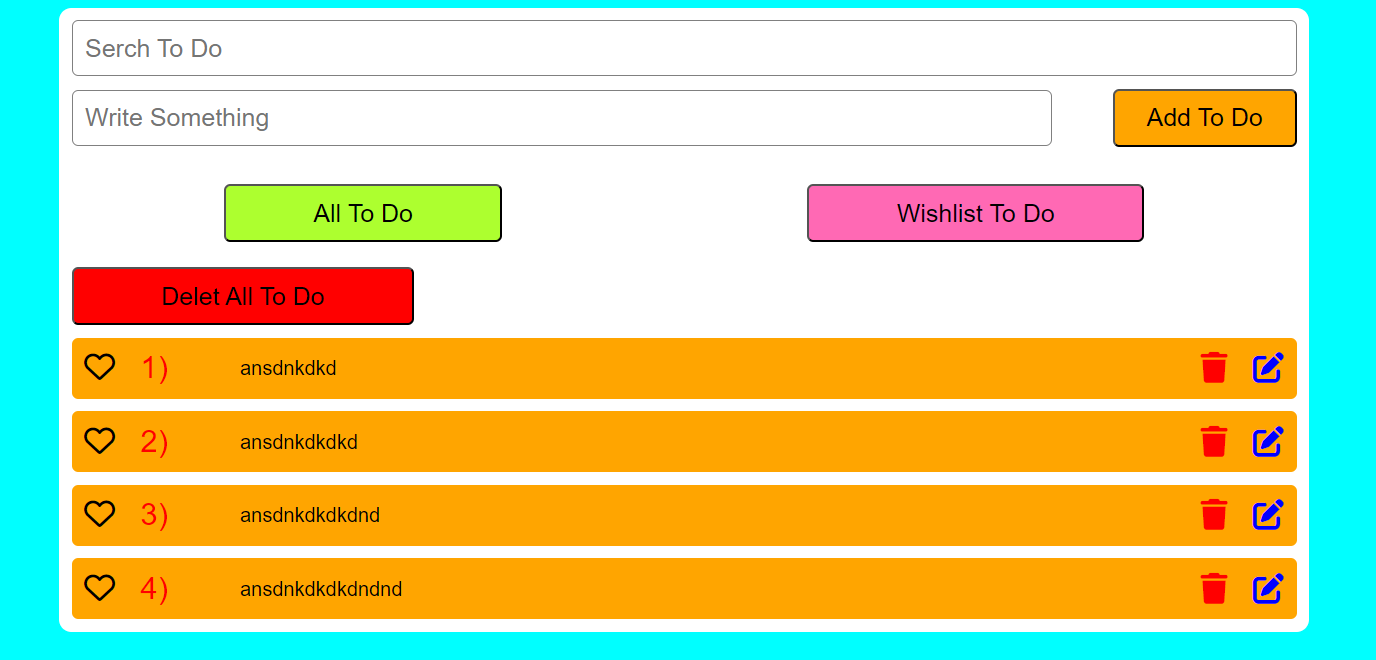 Serch To Do
Write Something
Add To Do
All To Do
Wishlist To Do
Delet All To Do
1) ansdnkdkd
2) ansdnkdkdkd
3) ansdnkdkdkdnd
4) ansdnkdkdkdndnd